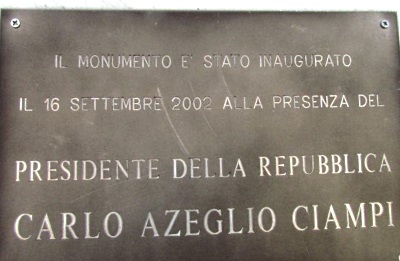 IL MONUMENTO E' STATO INAUGURATO
IL 16 SETTEMBRE 2002 ALLA PRESENZA DEL
PRESIDENTE DELLA REPUBBLICA
CARLO AZEGLIO CIAMPI